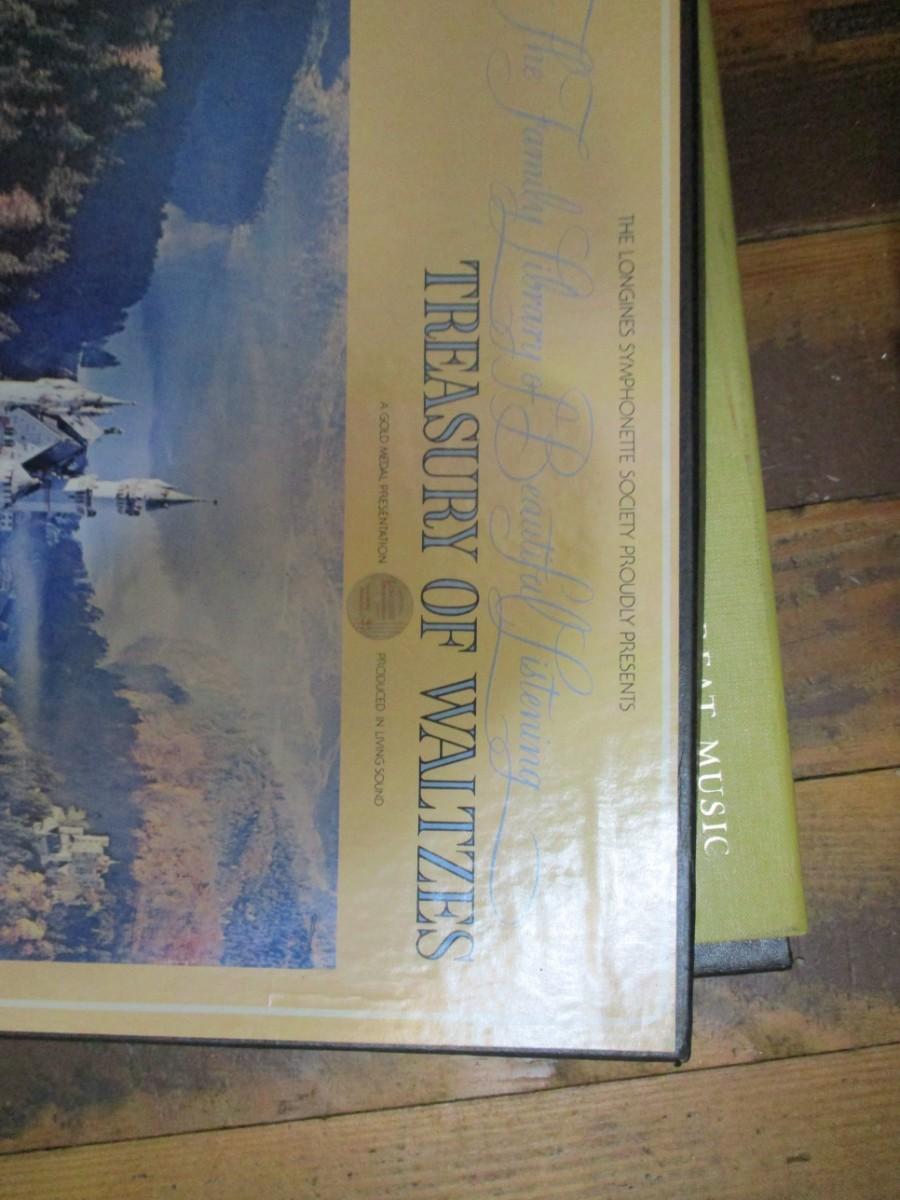 THE LONGINES SYMPHONETTE SOCIETY PROUDLY PRESENTS
The Family Library of Beautiful Listening
TREASURY OF WALTZES
A GOLD MEDAL PRESENTATION PRODUCED IN LIVING SOUND
MUSIC